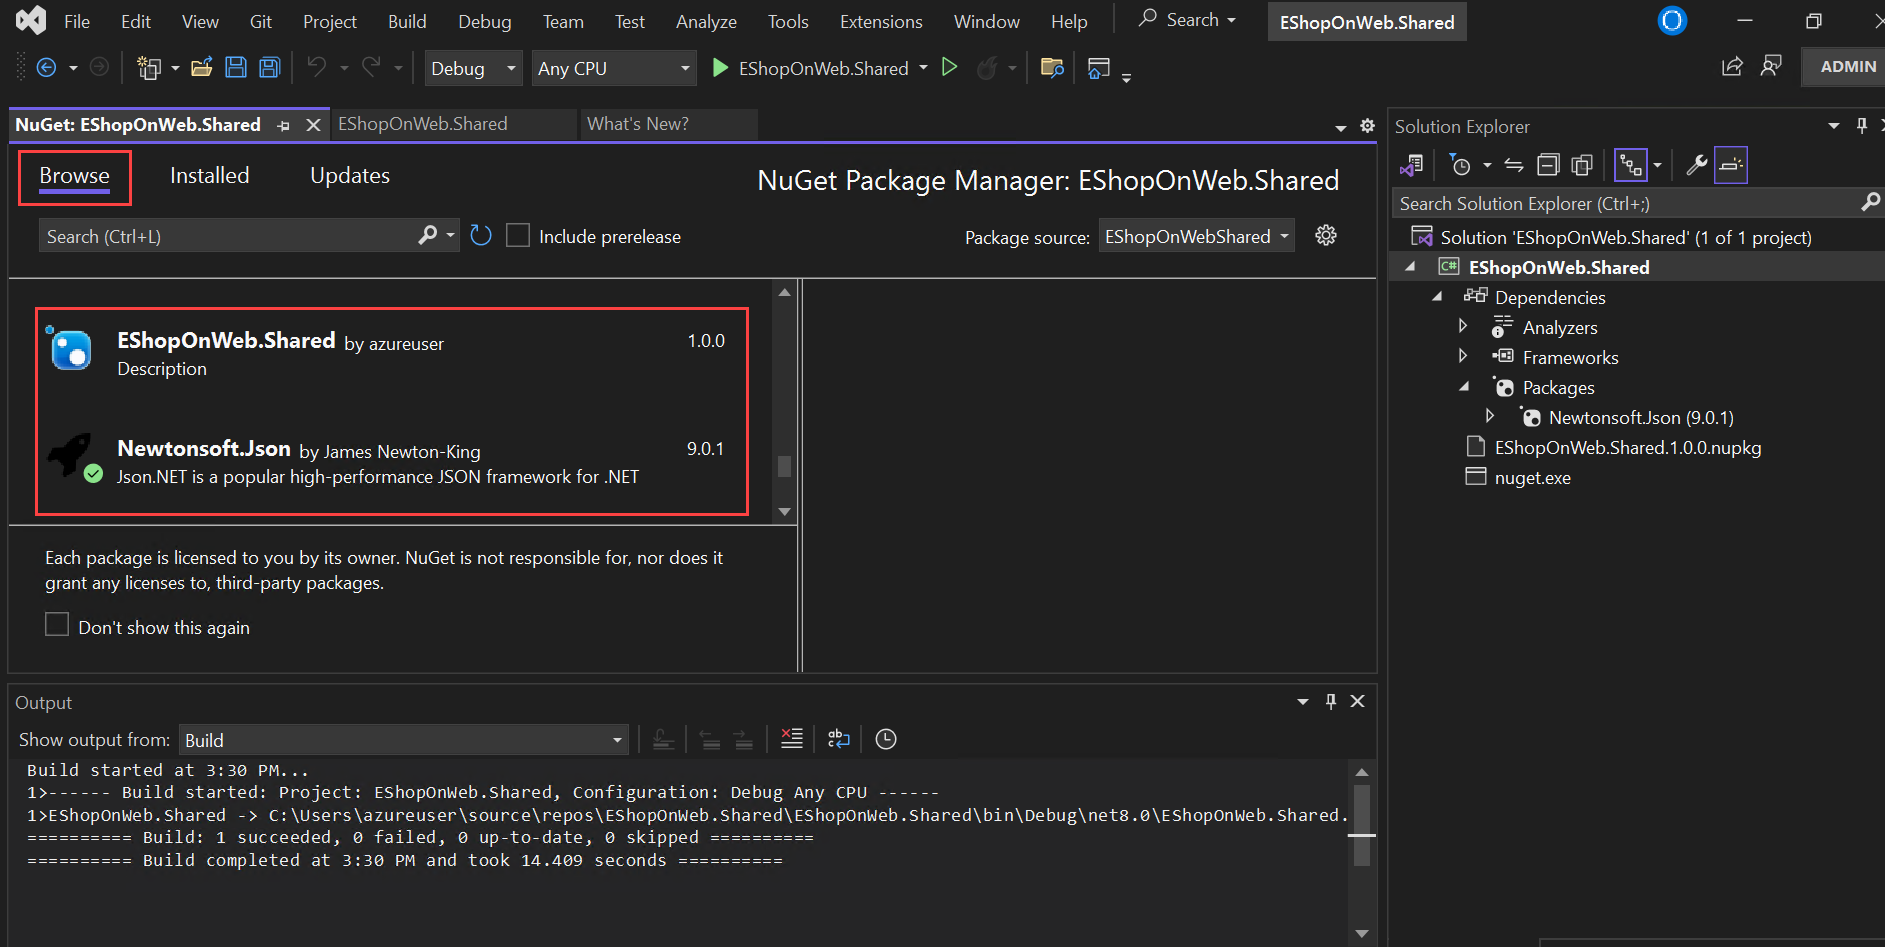 File Edit View Git Project Build Debug Team Test Analyze Tools Extensions Window Help Search EShopOnWeb.Shared
Debug Any CPU EShopOnWeb.Shared ADMIN
NuGet: EShopOnWeb.Shared EShopOnWeb.Shared What's New?
Browse Installed Updates
NuGet Package Manager: EShopOnWeb.Shared
Search (Ctrl+L) Include prerelease Package source: EShopOnWebShared
EShopOnWeb.Shared by azureuser 1.0.0
Description
Newtonsoft.Json by James Newton-King 9.0.1
Json.NET is a popular high-performance JSON framework for .NET
Each package is licensed to you by its owner. NuGet is not responsible for, nor does it
grant any licenses to, third-party packages.
Don't show this again
Solution Explorer
Search Solution Explorer (Ctrl+;)
Solution 'EShopOnWeb.Shared' (1 of 1 project)
C# EShopOnWeb.Shared
Dependencies
Analyzers
Frameworks
Packages
Newtonsoft.Json (9.0.1)
EShopOnWeb.Shared.1.0.0.nupkg
nuget.exe
Output
Show output from: Build
Build started at 3:30 PM...
1>------ Build started: Project: EShopOnWeb.Shared, Configuration: Debug Any CPU ------
1>EShopOnWeb.Shared -> C:\Users\azureuser\source\repos\EShopOnWeb.Shared\EShopOnWeb.Shared\bin\Debug\net8.0\EShopOnWeb.Shared.
========== Build: 1 succeeded, 0 failed, 0 up-to-date, 0 skipped ==========
========== Build completed at 3:30 PM and took 14.409 seconds ==========